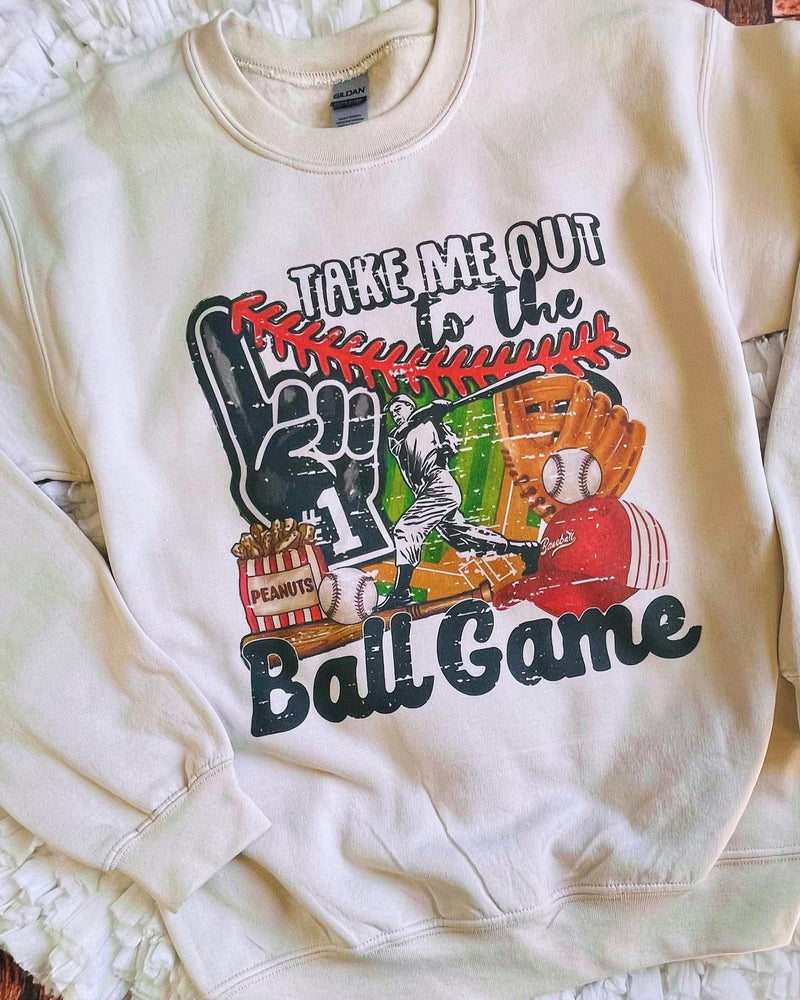 GILDAN
TAKE ME OUT
to the
#1
Baseball
PEANUTS
Ball Game